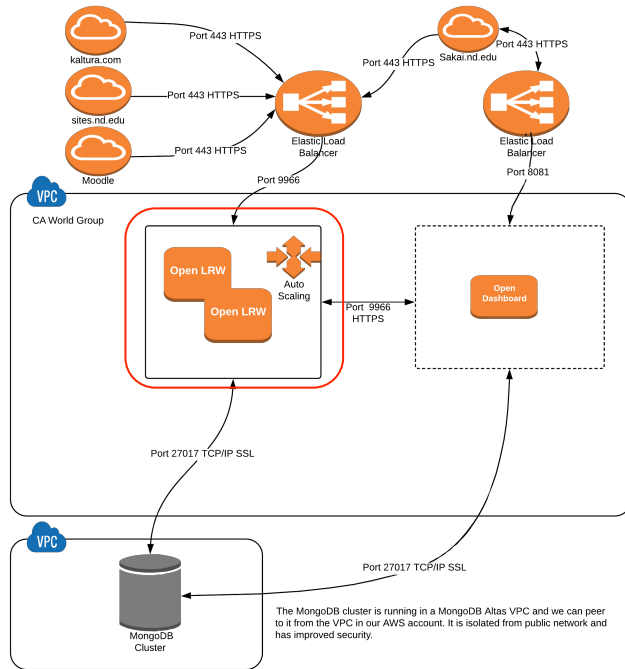 Port 443 HTTPS
kaltura.com
Port 443 HTTPS
sites.nd.edu
Port 443 HTTPS
Moodle
Port 443 HTTPS
Sakai.nd.edu
Port 443 HTTPS
Elastic Load
Balancer
Elastic Load
Balancer
Port 9966
Port 8081
VPC
CA World Group
Open LRW
Open LRW
Auto
Scaling
Port 9966
HTTPS
Open
Dashboard
Port 27017 TCP/IP SSL
VPC
Port 27017 TCP/IP SSL
MongoDB
Cluster
The MongoDB cluster is running in a MongoDB Altas VPC and we can peer
to it from the VPC in our AWS account. It is isolated from public network and
has improved security.